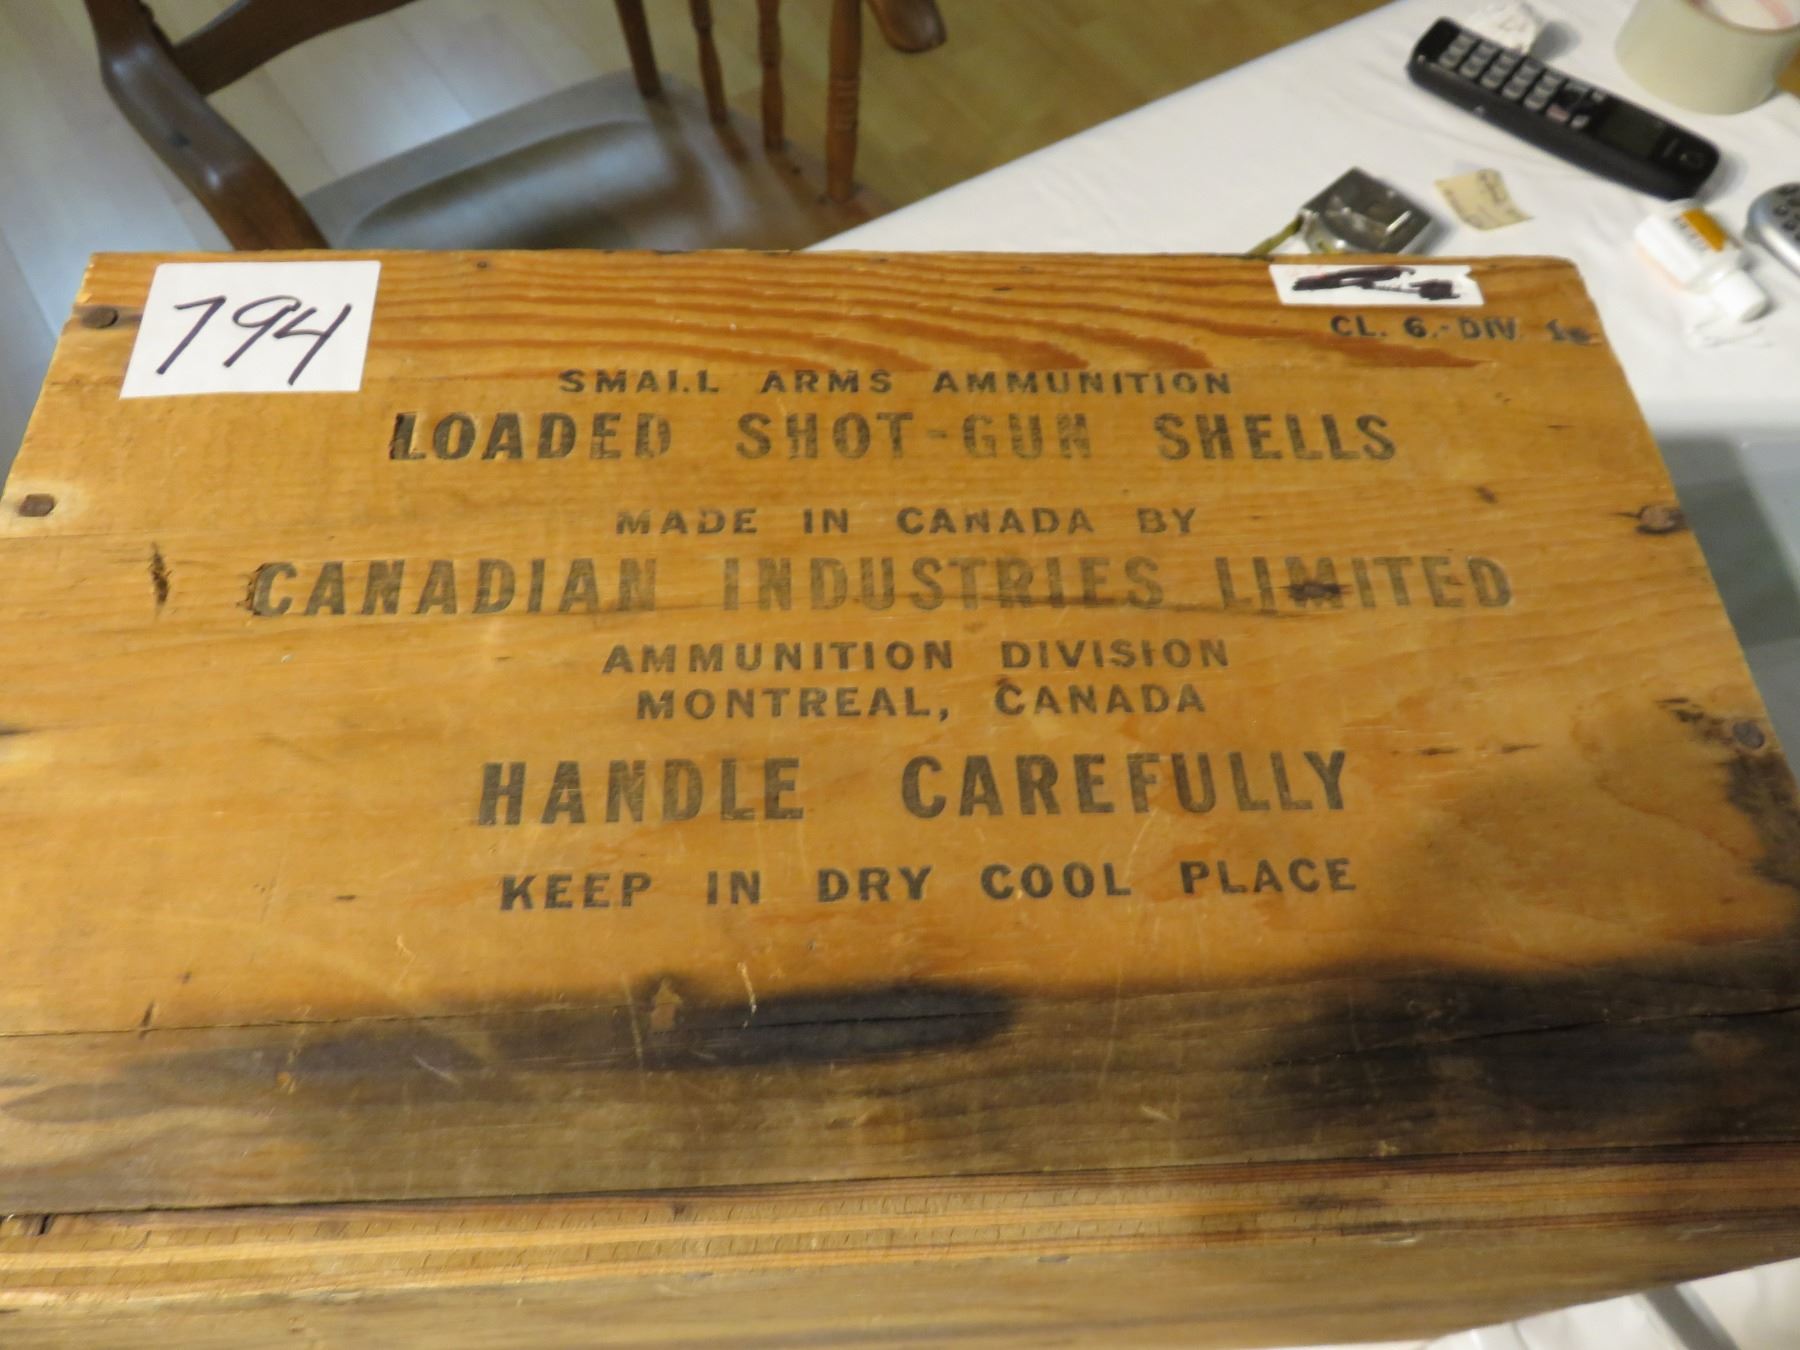 794
CL. 6.-DIV. 1
SMALL ARMS AMMUNITION
LOADED SHOT-GUN SHELLS
MADE IN CANADA BY
CANADIAN INDUSTRIES LIMITED
AMMUNITION DIVISION
MONTREAL, CANADA
HANDLE CAREFULLY
KEEP IN DRY COOL PLACE